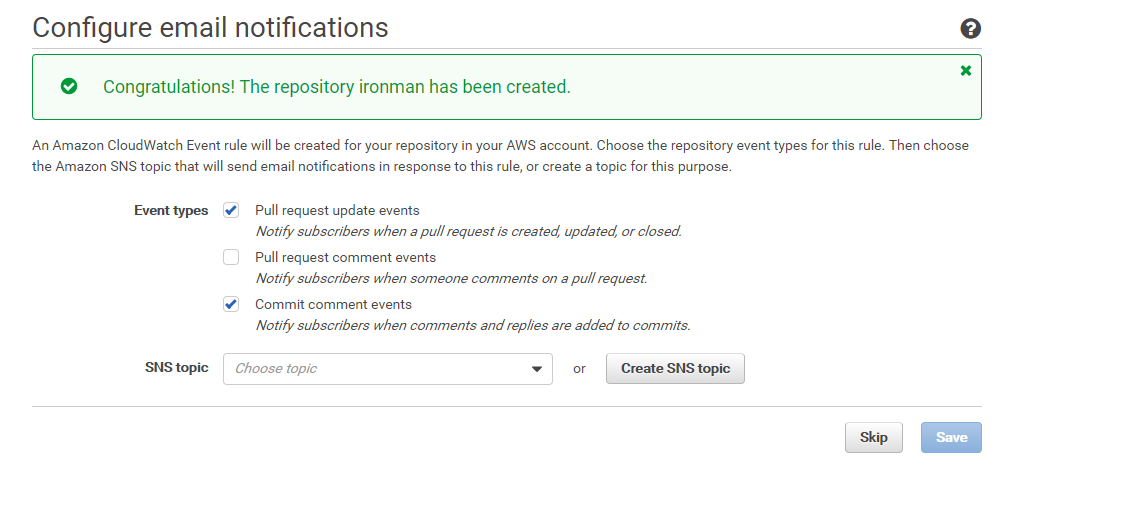 Configure email notifications
Congratulations! The repository ironman has been created.
An Amazon CloudWatch Event rule will be created for your repository in your AWS account. Choose the repository event types for this rule. Then choose
the Amazon SNS topic that will send email notifications in response to this rule, or create a topic for this purpose.
Event types Pull request update events
Notify subscribers when a pull request is created, updated, or closed.
Pull request comment events
Notify subscribers when someone comments on a pull request.
Commit comment events
Notify subscribers when comments and replies are added to commits.
SNS topic Choose topic or Create SNS topic
Skip Save